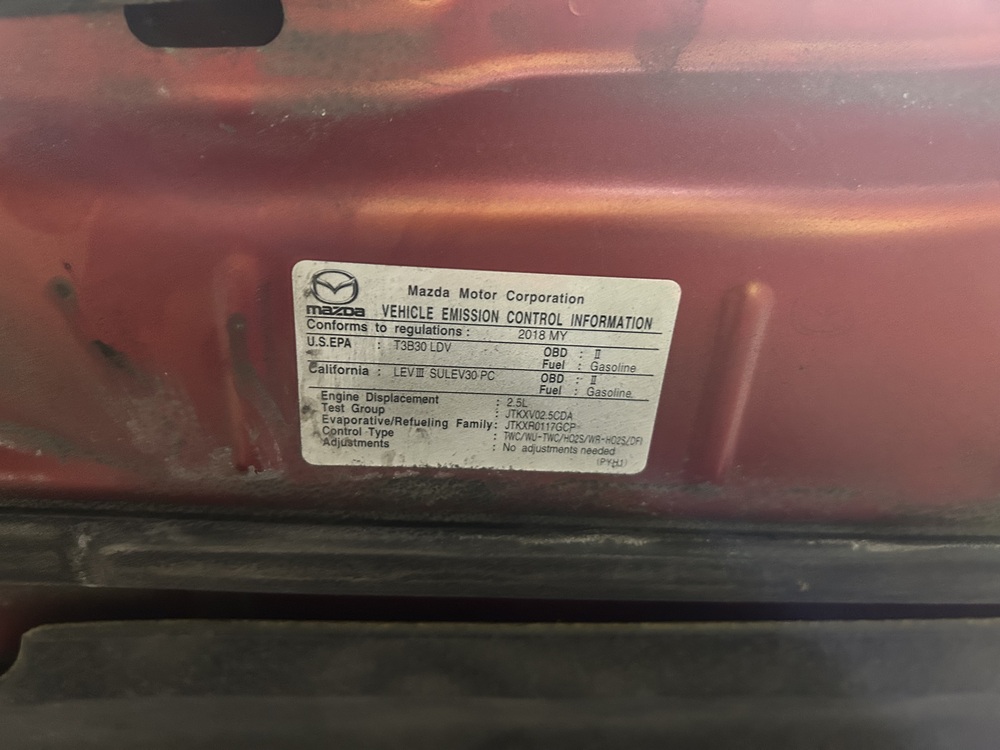 mazda
Mazda Motor Corporation
VEHICLE EMISSION CONTROL INFORMATION
Conforms to regulations : 2018 MY
U.S.EPA : T3B30 LDV OBD : II
Fuel : Gasoline
California : LEVIII SULEV30 PC OBD : II
Fuel : Gasoline
Engine Displacement : 2.5L
Test Group : JTKXV02.5CDA
Evaporative/Refueling Family: JTKXR0117GCP
Control Type : TWC/WU-TWC/HO2S/WR-HO2S/DFI
Adjustments : No adjustments needed
(PYH1)